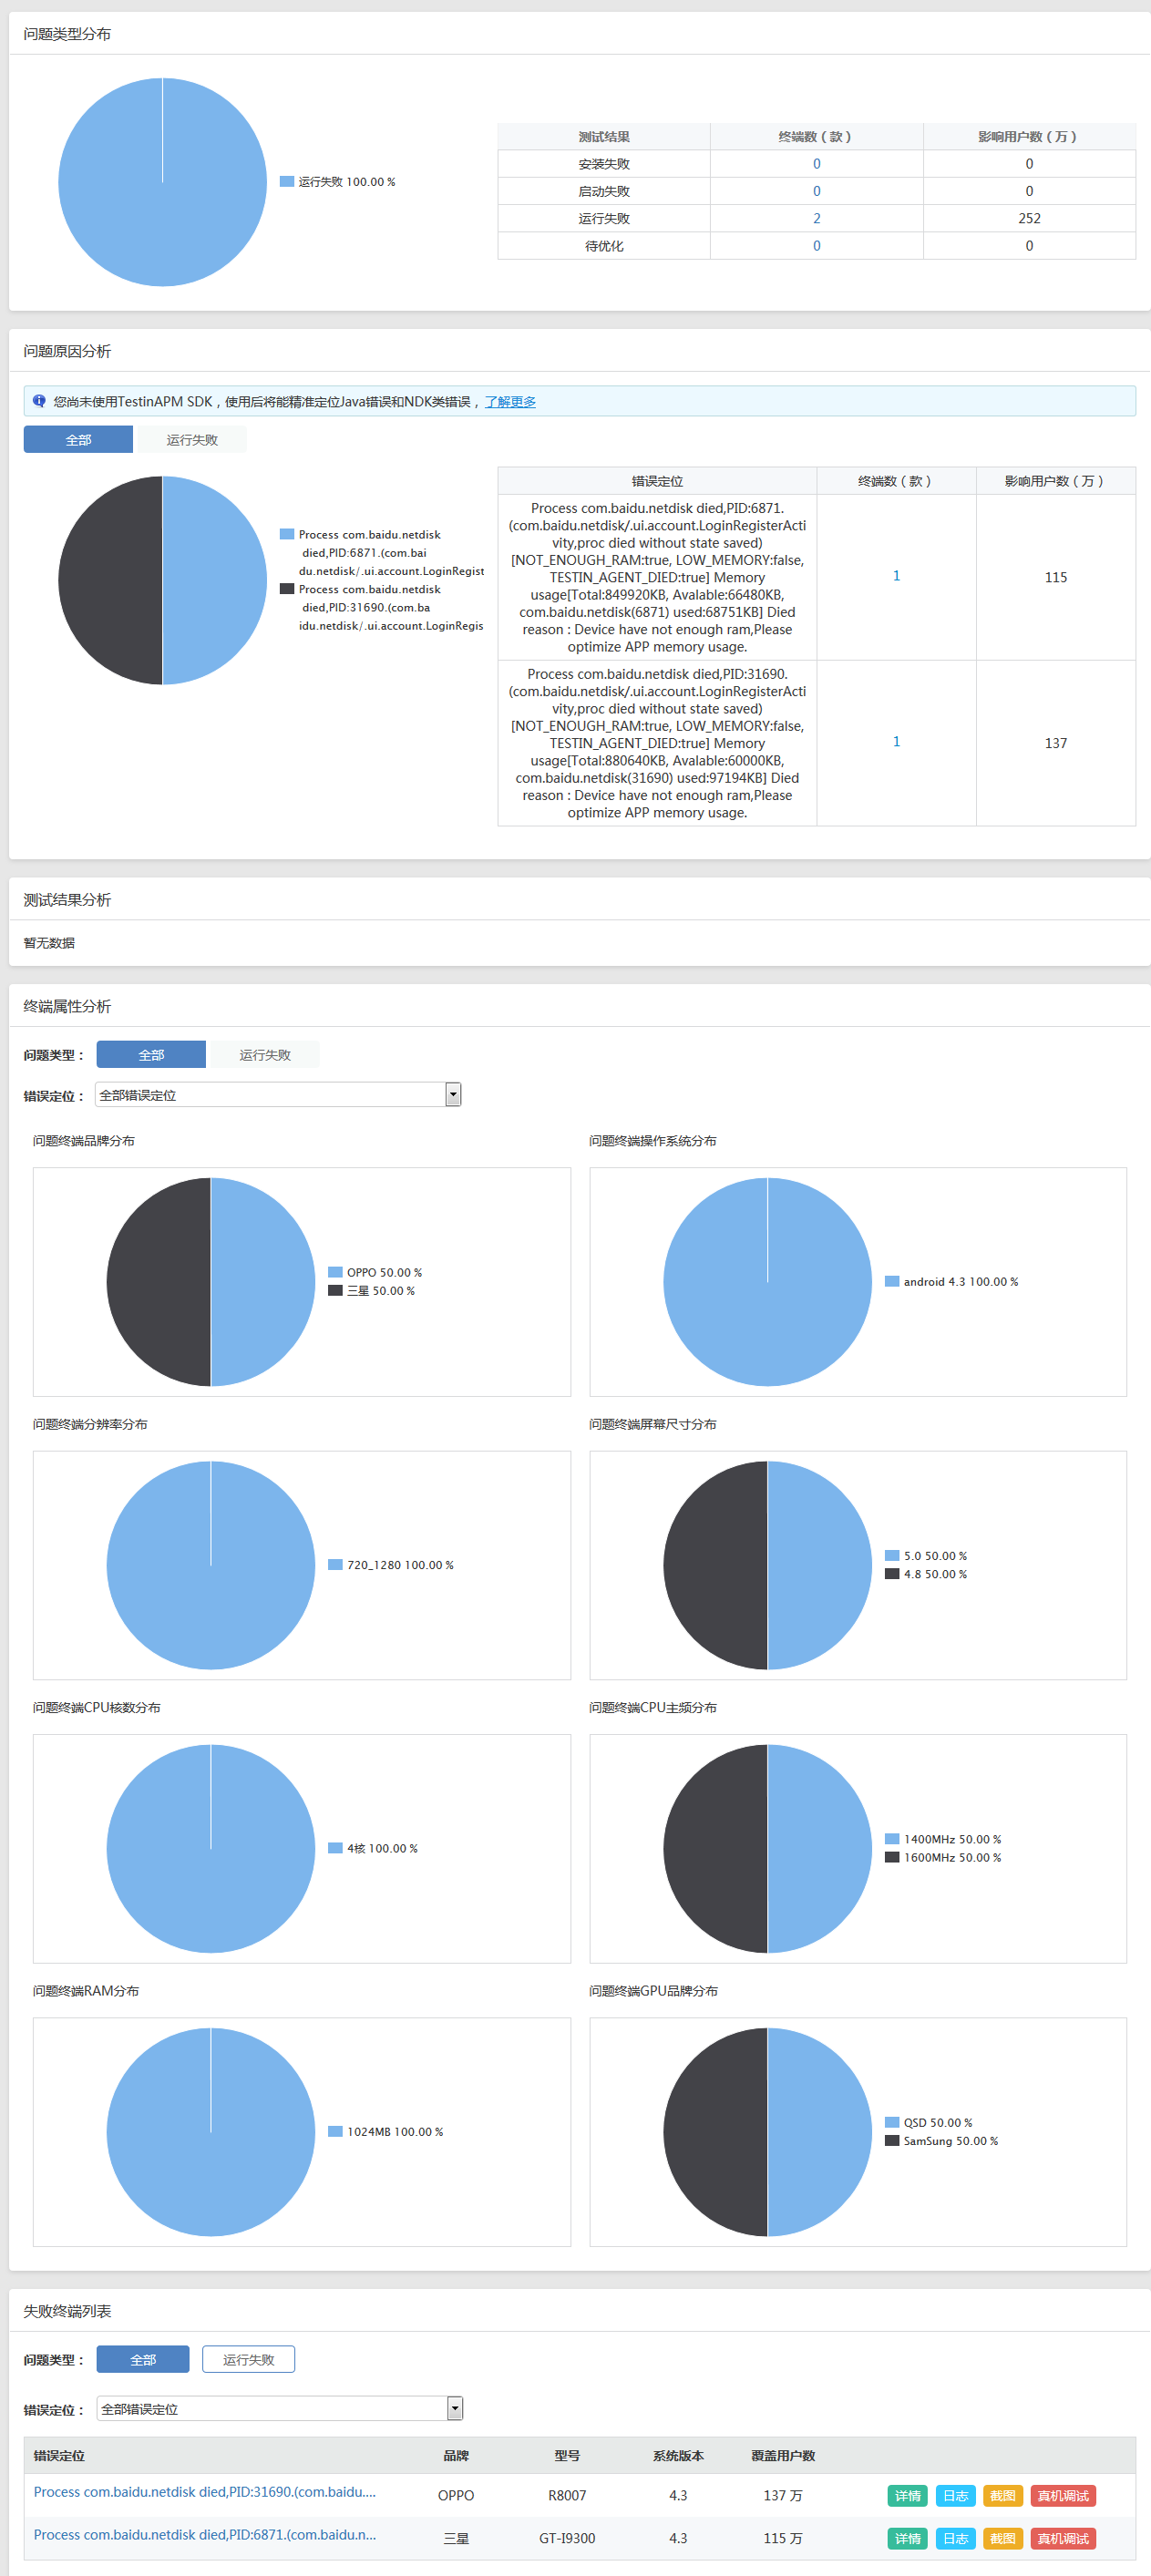 问题类型分布
运行失败 100.00 %
测试结果 终端数（款） 影响用户数（万）
安装失败 0 0
启动失败 0 0
运行失败 2 252
待优化 0 0
问题原因分析
您尚未使用TestinAPM SDK，使用后将能精准定位Java错误和NDK类错误，了解更多
全部 运行失败
Process com.baidu.netdisk
died,PID:6871.(com.bai
du.netdisk/.ui.account.LoginRegist
Process com.baidu.netdisk
died,PID:31690.(com.ba
idu.netdisk/.ui.account.LoginRegis
错误定位 终端数（款） 影响用户数（万）
Process com.baidu.netdisk died,PID:6871.
(com.baidu.netdisk/.ui.account.LoginRegisterActi
vity,proc died without state saved)
[NOT_ENOUGH_RAM:true, LOW_MEMORY:false,
TESTIN_AGENT_DIED:true] Memory
usage[Total:849920KB, Avalable:66480KB,
com.baidu.netdisk(6871) used:68751KB] Died
reason : Device have not enough ram,Please
optimize APP memory usage.
1 115
Process com.baidu.netdisk died,PID:31690.
(com.baidu.netdisk/.ui.account.LoginRegisterActi
vity,proc died without state saved)
[NOT_ENOUGH_RAM:true, LOW_MEMORY:false,
TESTIN_AGENT_DIED:true] Memory
usage[Total:880640KB, Avalable:60000KB,
com.baidu.netdisk(31690) used:97194KB] Died
reason : Device have not enough ram,Please
optimize APP memory usage.
1 137
测试结果分析
暂无数据
终端属性分析
问题类型： 全部 运行失败
错误定位： 全部错误定位
问题终端品牌分布
OPPO 50.00 %
三星 50.00 %
问题终端操作系统分布
android 4.3 100.00 %
问题终端分辨率分布
720_1280 100.00 %
问题终端屏幕尺寸分布
5.0 50.00 %
4.8 50.00 %
问题终端CPU核数分布
4核 100.00 %
问题终端CPU主频分布
1400MHz 50.00 %
1600MHz 50.00 %
问题终端RAM分布
1024MB 100.00 %
问题终端GPU品牌分布
QSD 50.00 %
SamSung 50.00 %
失败终端列表
问题类型： 全部 运行失败
错误定位： 全部错误定位
错误定位 品牌 型号 系统版本 覆盖用户数
Process com.baidu.netdisk died,PID:31690.(com.baidu.... OPPO R8007 4.3 137 万 详情 日志 截图 真机调试
Process com.baidu.netdisk died,PID:6871.(com.baidu.n... 三星 GT-I9300 4.3 115 万 详情 日志 截图 真机调试